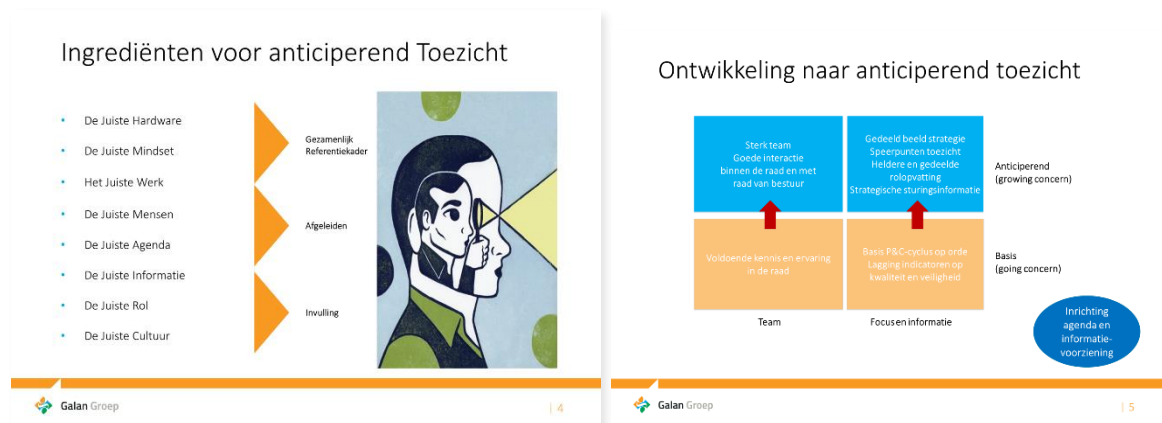 Ingrediënten voor anticiperend Toezicht
• De Juiste Hardware
• De Juiste Mindset
• Het Juiste Werk
• De Juiste Mensen
• De Juiste Agenda
• De Juiste Informatie
• De Juiste Rol
• De Juiste Cultuur
Gezamenlijk
Referentiekader
Afgeleiden
Invulling
Galan Groep
| 4
Ontwikkeling naar anticiperend toezicht
Sterk team
Goede interactie
binnen de raad en met
raad van bestuur
Gedeeld beeld strategie
Speerpunten toezicht
Heldere en gedeelde
rolopvatting
Strategische sturingsinformatie
Anticiperend
(growing concern)
Voldoende kennis en ervaring
in de raad
Basis P&C-cyclus op orde
Lagging indicatoren op
kwaliteit en veiligheid
Basis
(going concern)
Team
Focus en informatie
Inrichting
agenda en
informatie-
voorziening
Galan Groep
| 5